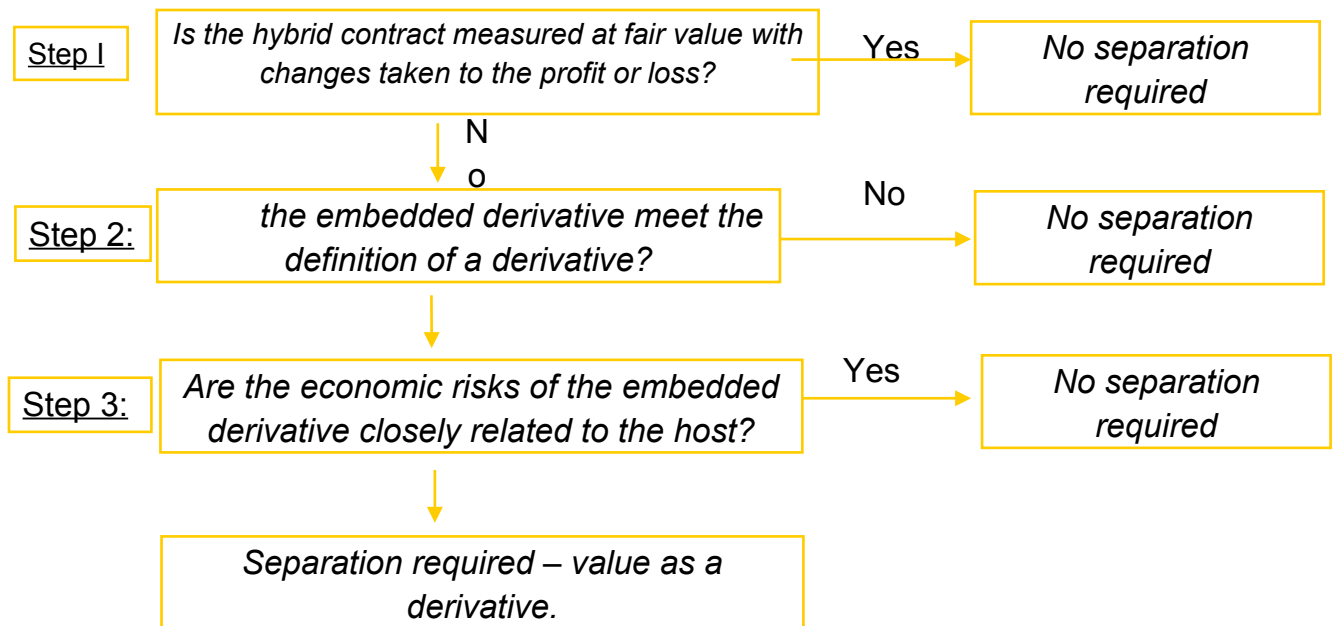 Step I
Is the hybrid contract measured at fair value with
changes taken to the profit or loss?
Yes
No separation
required
N
o
Step 2:
the embedded derivative meet the
definition of a derivative?
No
No separation
required
Step 3:
Are the economic risks of the embedded
derivative closely related to the host?
Yes
No separation
required
Separation required – value as a
derivative.